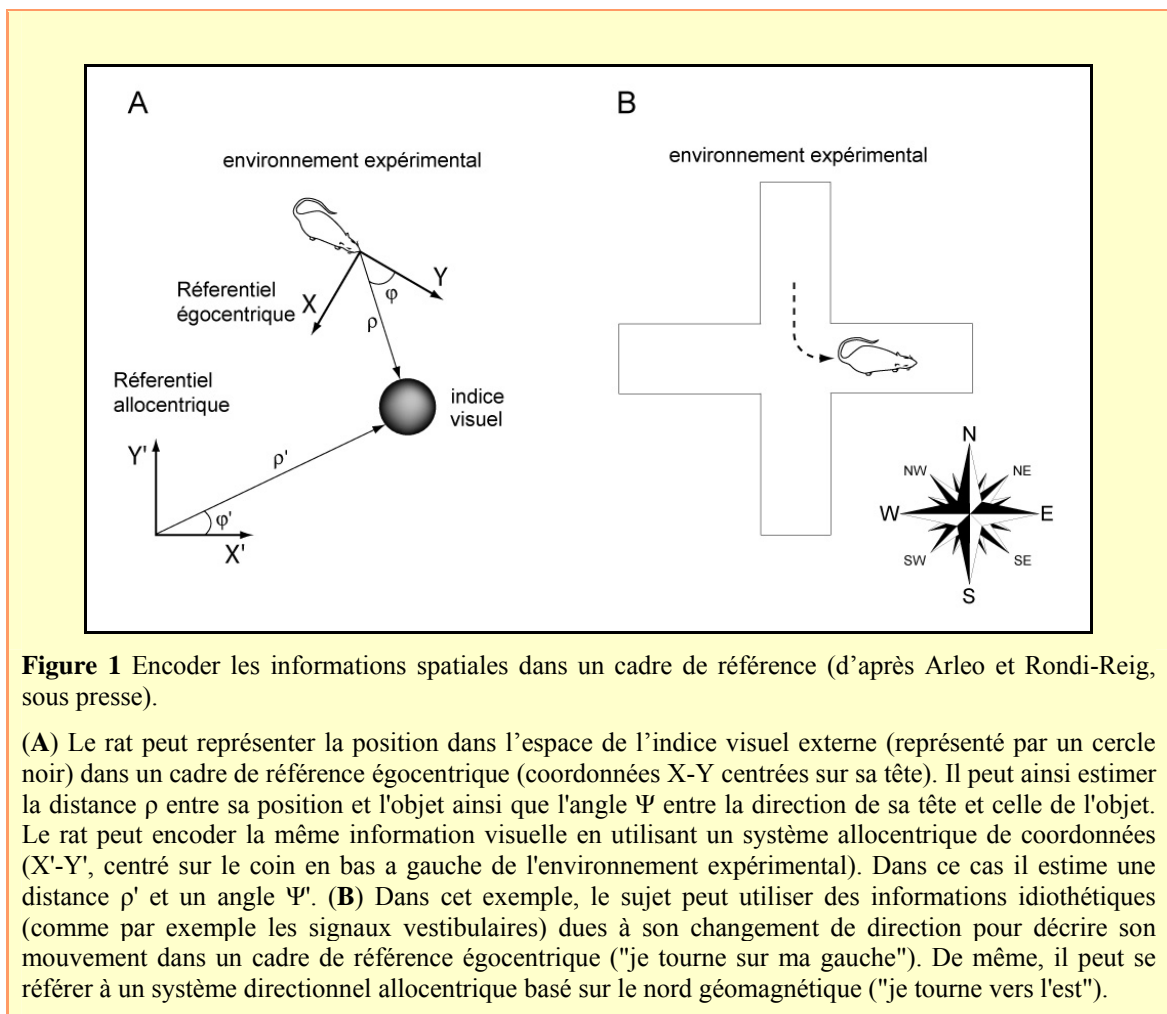 A
B
environnement expérimental
environnement expérimental
Réferentiel
égocentrique
X
Y
φ
ρ
Réferentiel
allocentrique
indice
visuel
Y'
ρ'
φ'
X'
N
NW
NE
W
E
SW
SE
S
Figure 1 Encoder les informations spatiales dans un cadre de référence (d’après Arleo et Rondi-Reig,
sous presse).
(A) Le rat peut représenter la position dans l’espace de l’indice visuel externe (représenté par un cercle
noir) dans un cadre de référence égocentrique (coordonnées X-Y centrées sur sa tête). Il peut ainsi estimer
la distance ρ entre sa position et l'objet ainsi que l'angle Ψ entre la direction de sa tête et celle de l'objet.
Le rat peut encoder la même information visuelle en utilisant un système allocentrique de coordonnées
(X'-Y', centré sur le coin en bas a gauche de l'environnement expérimental). Dans ce cas il estime une
distance ρ' et un angle Ψ'. (B) Dans cet exemple, le sujet peut utiliser des informations idiothétiques
(comme par exemple les signaux vestibulaires) dues à son changement de direction pour décrire son
mouvement dans un cadre de référence égocentrique ("je tourne sur ma gauche"). De même, il peut se
référer à un système directionnel allocentrique basé sur le nord géomagnétique ("je tourne vers l'est").